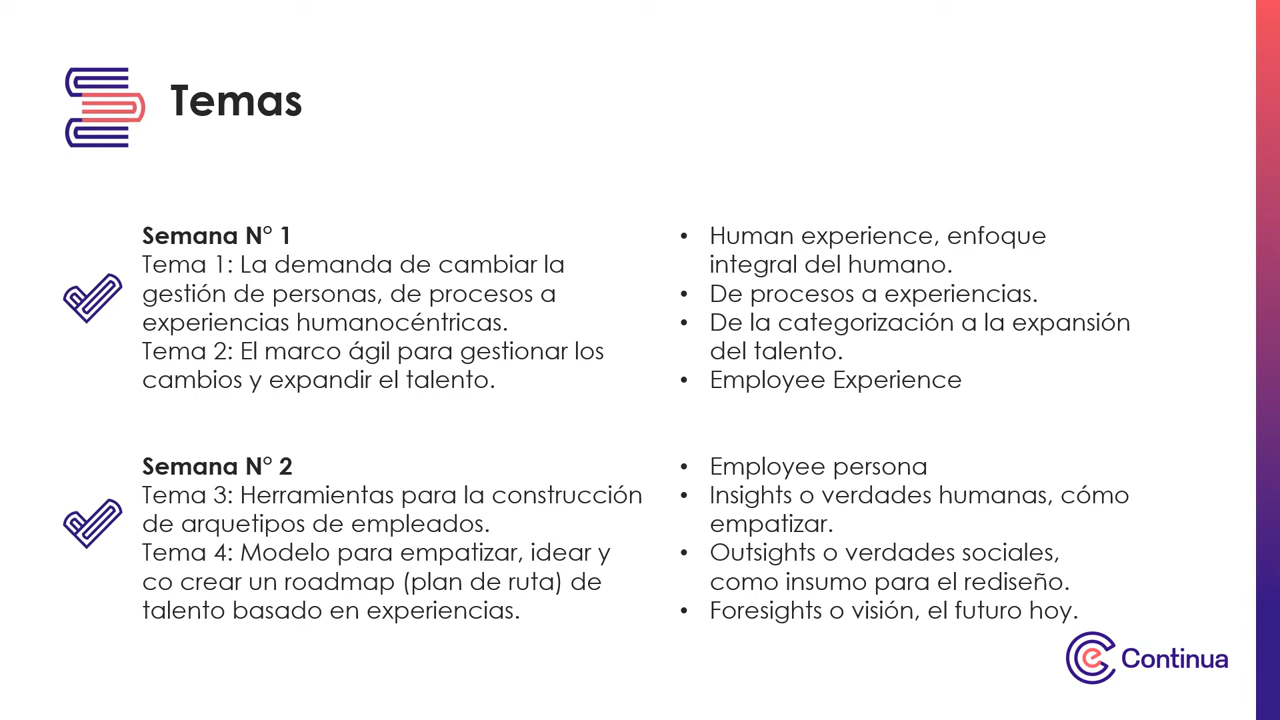 Temas
Semana N° 1
Tema 1: La demanda de cambiar la
gestión de personas, de procesos a
experiencias humanocéntricas.
Tema 2: El marco ágil para gestionar los
cambios y expandir el talento.
• Human experience, enfoque
integral del humano.
• De procesos a experiencias.
• De la categorización a la expansión
del talento.
• Employee Experience
Semana N° 2
Tema 3: Herramientas para la construcción
de arquetipos de empleados.
Tema 4: Modelo para empatizar, idear y
co crear un roadmap (plan de ruta) de
talento basado en experiencias.
• Employee persona
• Insights o verdades humanas, cómo
empatizar.
• Outsights o verdades sociales,
como insumo para el rediseño.
• Foresights o visión, el futuro hoy.
Continua